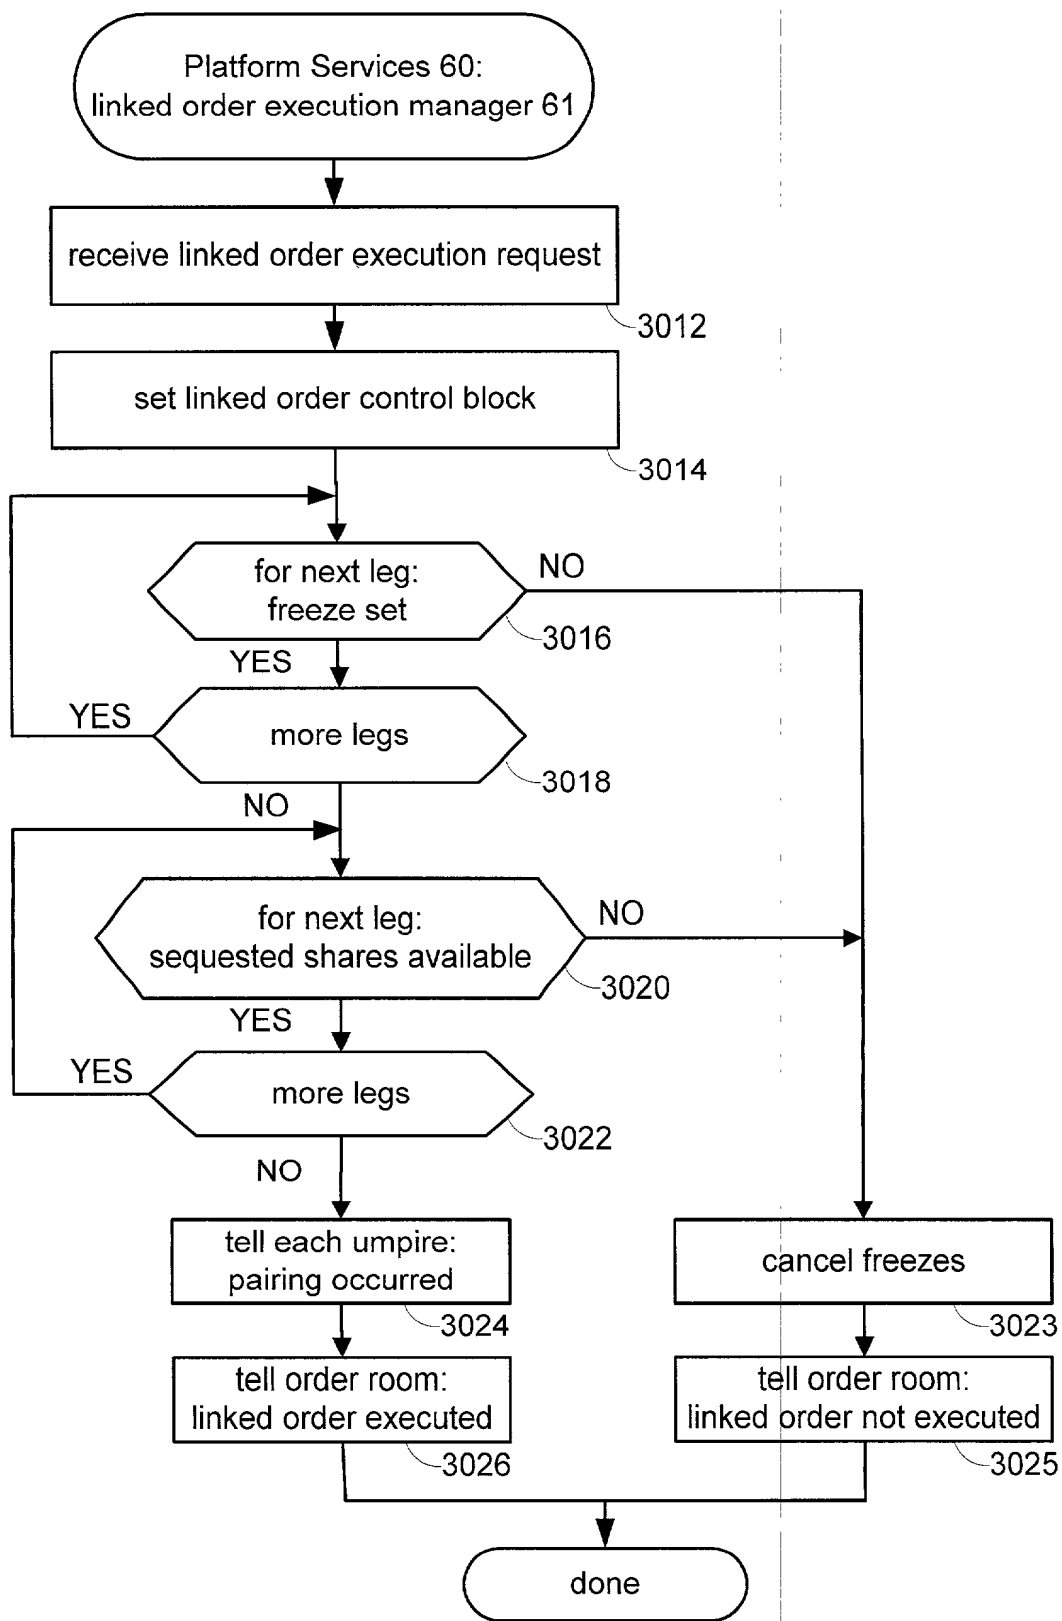 Platform Services 60:
linked order execution manager 61
receive linked order execution request
3012
set linked order control block
3014
for next leg:
freeze set
NO
3016
YES
YES
more legs
3018
NO
for next leg:
sequested shares available
NO
3020
YES
YES
more legs
3022
NO
tell each umpire:
pairing occurred
3024
cancel freezes
3023
tell order room:
linked order executed
3026
tell order room:
linked order not executed
3025
done